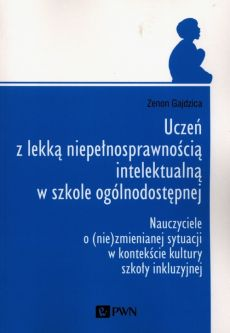 Zenon Gajdzica
Uczeń
z lekką niepełnosprawnością
intelektualną
w szkole ogólnodostępnej
Nauczyciele
o (nie)zmienianej sytuacji
w kontekście kultury
szkoły inkluzyjnej
PWN